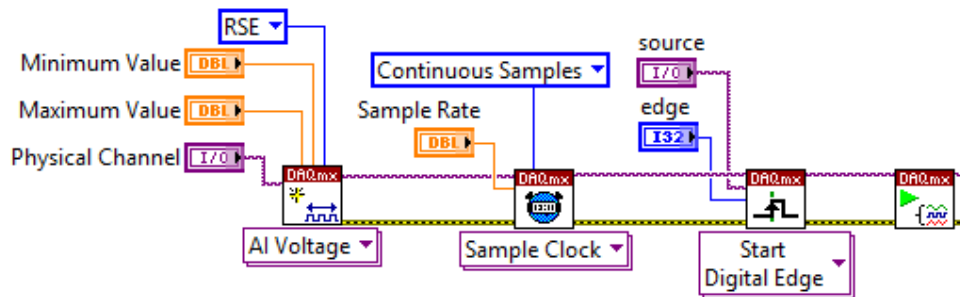 RSE
Minimum Value
DBL
Maximum Value
DBL
Physical Channel
I/O
Continuous Samples
Sample Rate
DBL
source
I/O
edge
I32
DAQmx
DAQmx
DAQmx
DAQmx
AI Voltage
Sample Clock
Start
Digital Edge